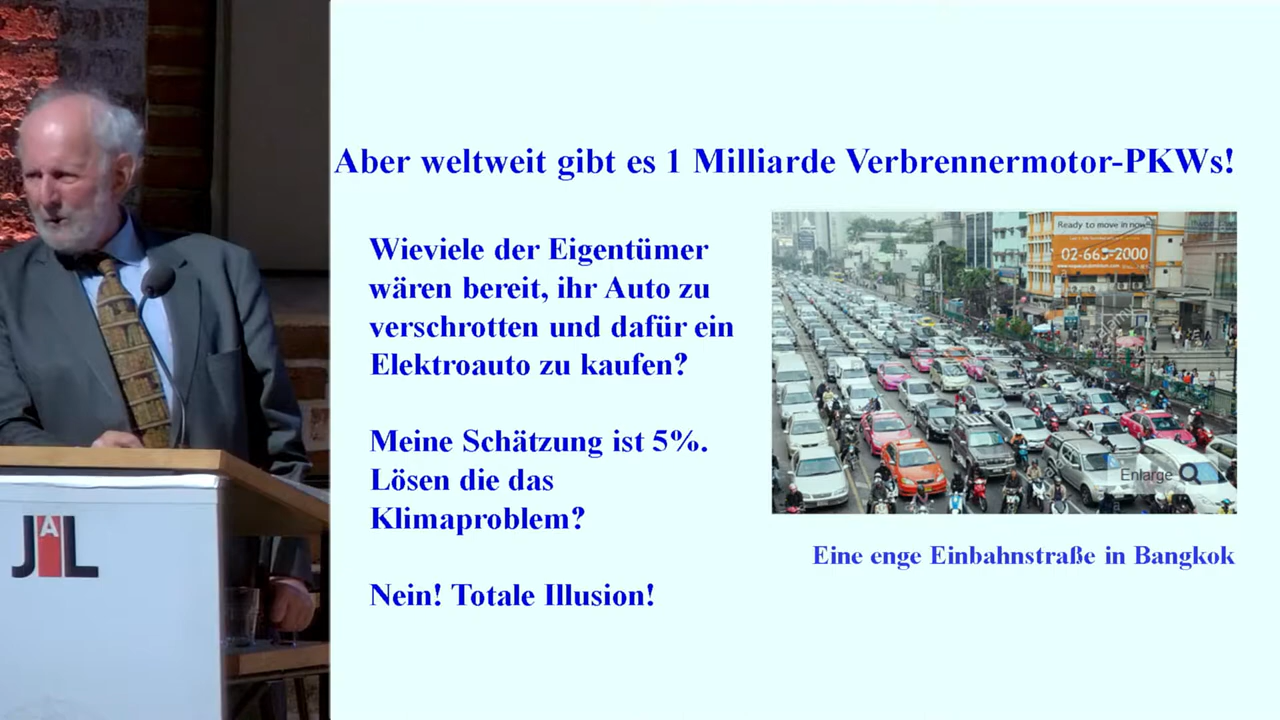 Aber weltweit gibt es 1 Milliarde Verbrennermotor-PKWs!
Wieviele der Eigentümer
wären bereit, ihr Auto zu
verschrotten und dafür ein
Elektroauto zu kaufen?
Meine Schätzung ist 5%.
Lösen die das
Klimaproblem?
Nein! Totale Illusion!
Ready to move in now
02-665-2000
Enlarge
Eine enge Einbahnstraße in Bangkok
JAL